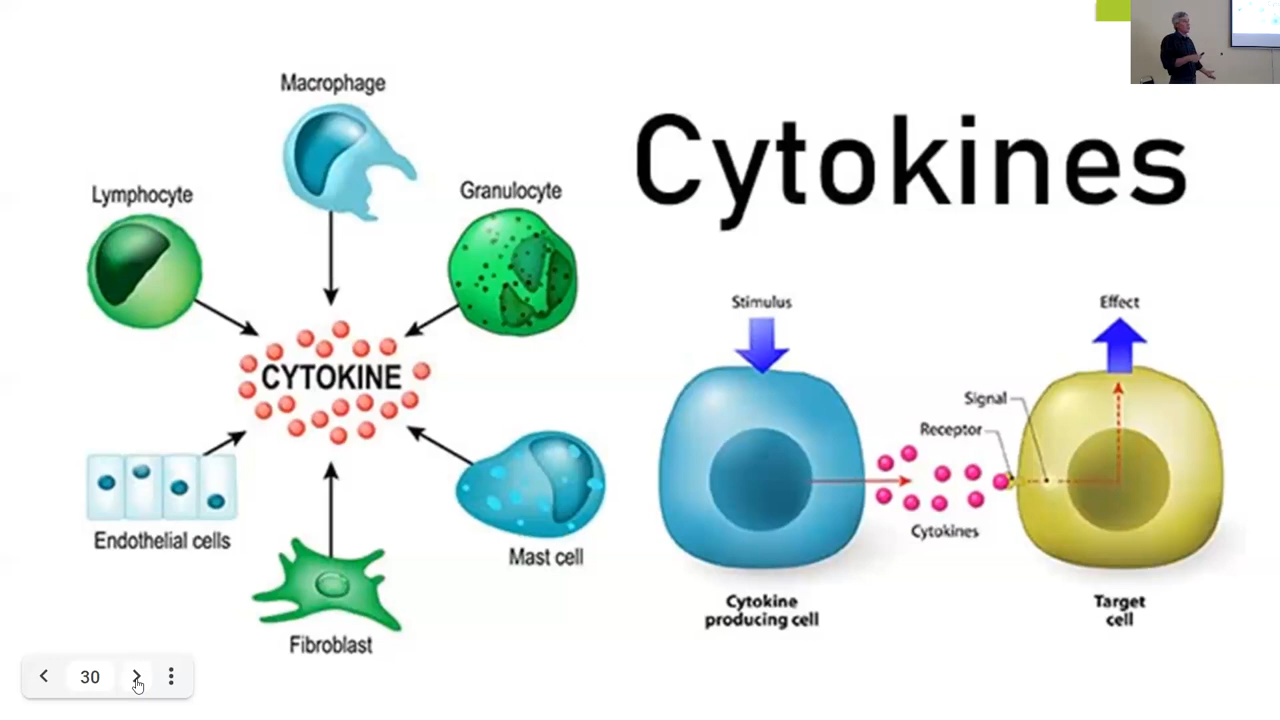 Macrophage
Lymphocyte
Granulocyte
CYTOKINE
Endothelial cells
Mast cell
Fibroblast
Cytokines
Stimulus
Effect
Signal
Receptor
Cytokines
Cytokine
producing cell
Target
cell
30